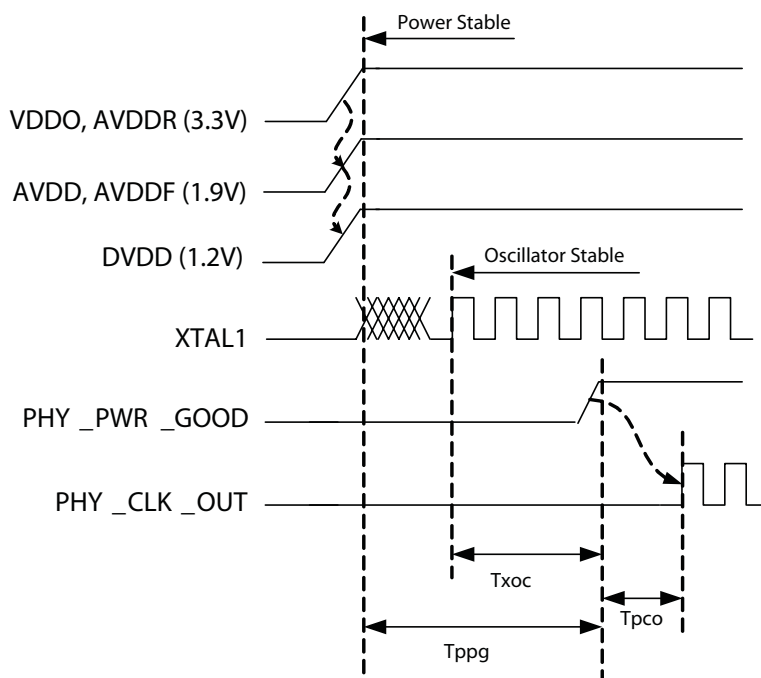 Power Stable
VDDO, AVDDR (3.3V)
AVDD, AVDDF (1.9V)
DVDD (1.2V)
Oscillator Stable
XTAL1
PHY _PWR _GOOD
PHY _CLK _OUT
Txoc
Tpco
Tppg